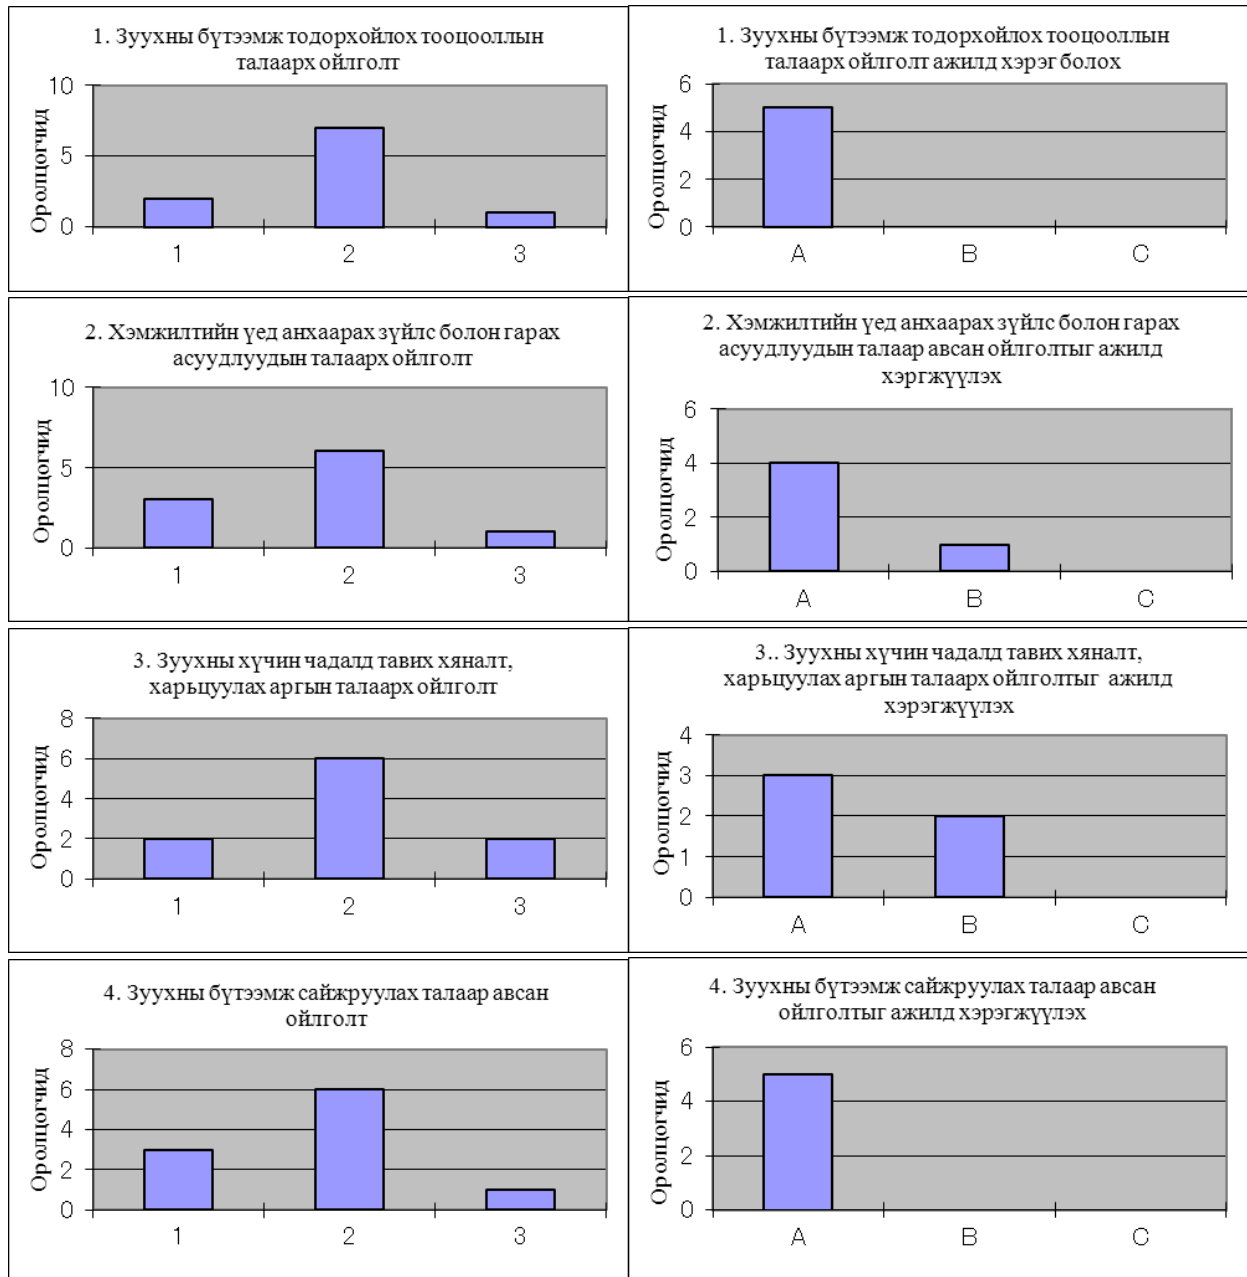 1. Зуухны бүтээмж тодорхойлох тооцооллын
талаарх ойлголт
10
5
0
Оролцогчид
1 2 3
1. Зуухны бүтээмж тодорхойлох тооцооллын
талаарх ойлголт ажилд хэрэг болох
6
4
2
0
Оролцогчид
A B C
2. Хэмжилтийн үед анхаарах зүйлс болон гарах
асуудлуудын талаарх ойлголт
10
5
0
Оролцогчид
1 2 3
2. Хэмжилтийн үед анхаарах зүйлс болон гарах
асуудлуудын талаар авсан ойлголтыг ажилд
хэргжүүлэх
6
4
2
0
Оролцогчид
A B C
3. Зуухны хүчин чадалд тавих хяналт,
харьцуулах аргын талаарх ойлголт
8
6
4
2
0
Оролцогчид
1 2 3
3.. Зуухны хүчин чадалд тавих хяналт,
харьцуулах аргын талаарх ойлголтыг ажилд
хэрэгжүүлэх
4
3
2
1
0
Оролцогчид
A B C
4. Зуухны бүтээмж сайжруулах талаар авсан
ойлголт
8
6
4
2
0
Оролцогчид
1 2 3
4. Зуухны бүтээмж сайжруулах талаар авсан
ойлголтыг ажилд хэрэгжүүлэх
6
4
2
0
Оролцогчид
A B C